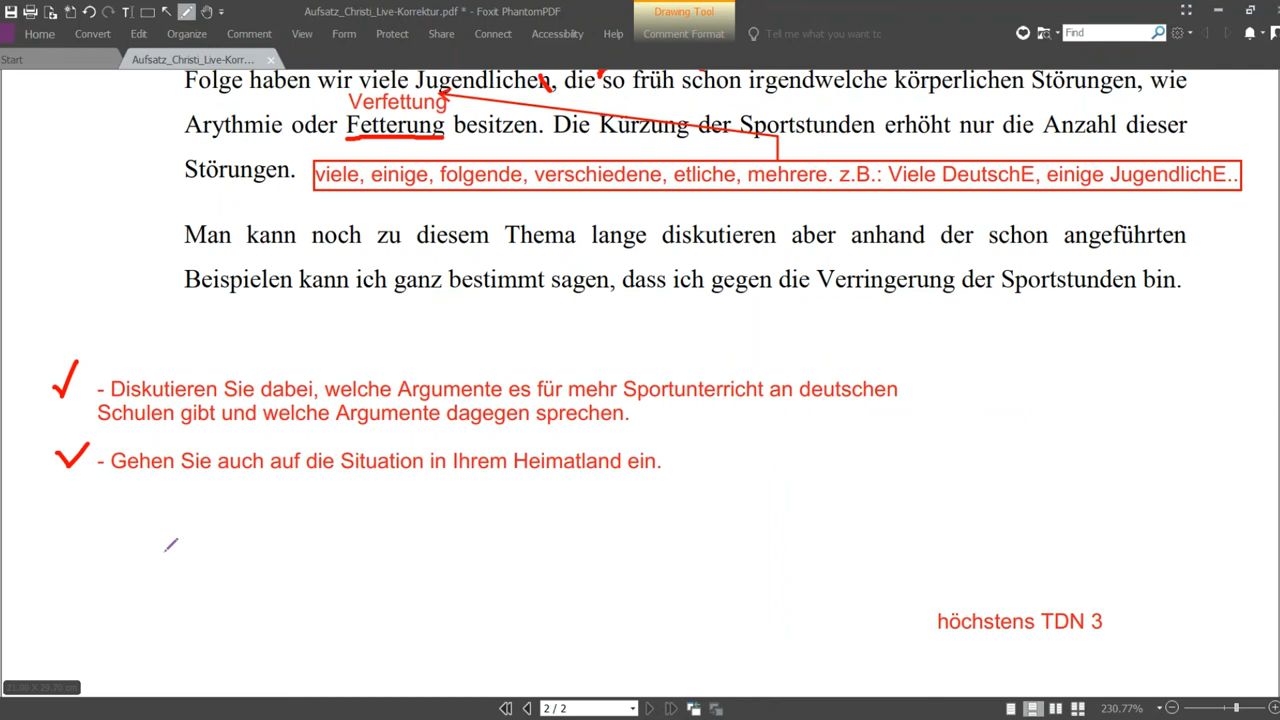 Aufsatz_Christi_Live-Korrektur.pdf * - Foxit PhantomPDF
Drawing Tool
Home Convert Edit Organize Comment View Form Protect Share Connect Accessibility Help Comment Format Tell me what you want to do Find
Start Aufsatz_Christi_Live-Korr...
Folge haben wir viele Jugendlichen, die so früh schon irgendwelche körperlichen Störungen, wie
Verfettung
Arythmie oder Fetterung besitzen. Die Kürzung der Sportstunden erhöht nur die Anzahl dieser
Störungen.
viele, einige, folgende, verschiedene, etliche, mehrere. z.B.: Viele DeutschE, einige JugendlichE..
Man kann noch zu diesem Thema lange diskutieren aber anhand der schon angeführten
Beispielen kann ich ganz bestimmt sagen, dass ich gegen die Verringerung der Sportstunden bin.
- Diskutieren Sie dabei, welche Argumente es für mehr Sportunterricht an deutschen
Schulen gibt und welche Argumente dagegen sprechen.
- Gehen Sie auch auf die Situation in Ihrem Heimatland ein.
höchstens TDN 3
2 / 2
230.77%